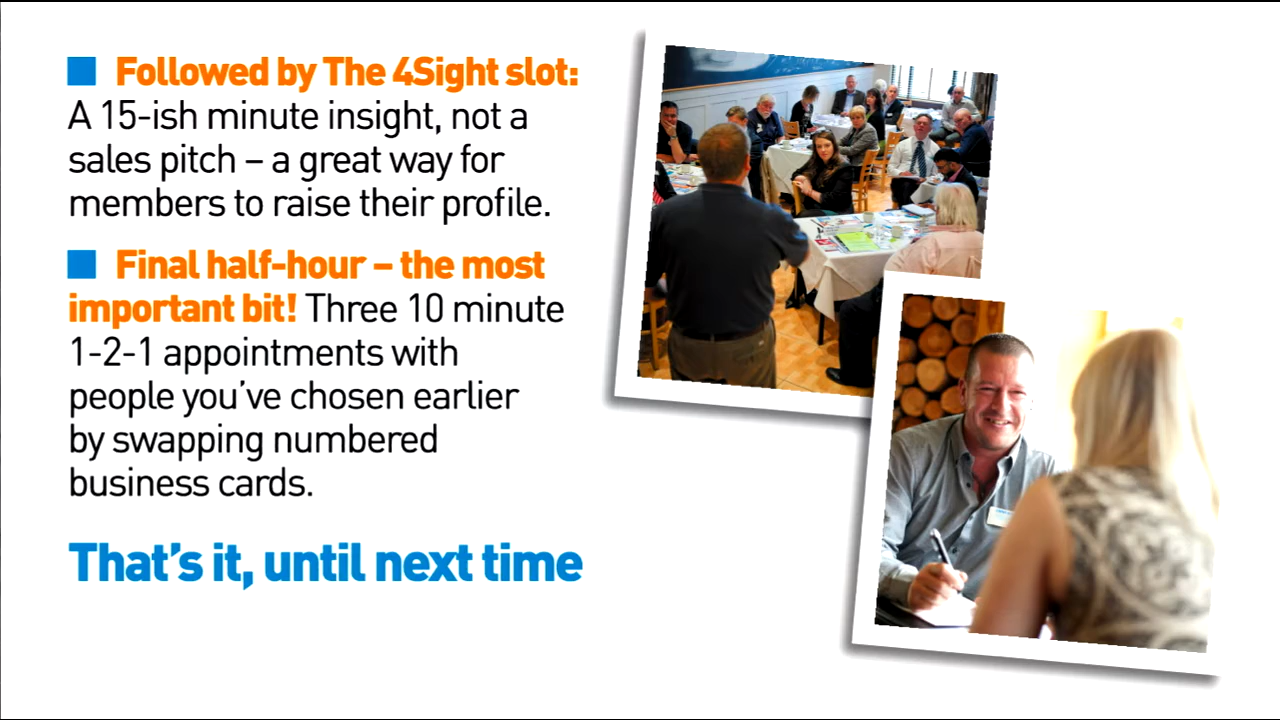 Followed by The 4Sight slot:
A 15-ish minute insight, not a
sales pitch – a great way for
members to raise their profile.
Final half-hour – the most
important bit! Three 10 minute
1-2-1 appointments with
people you’ve chosen earlier
by swapping numbered
business cards.
That’s it, until next time